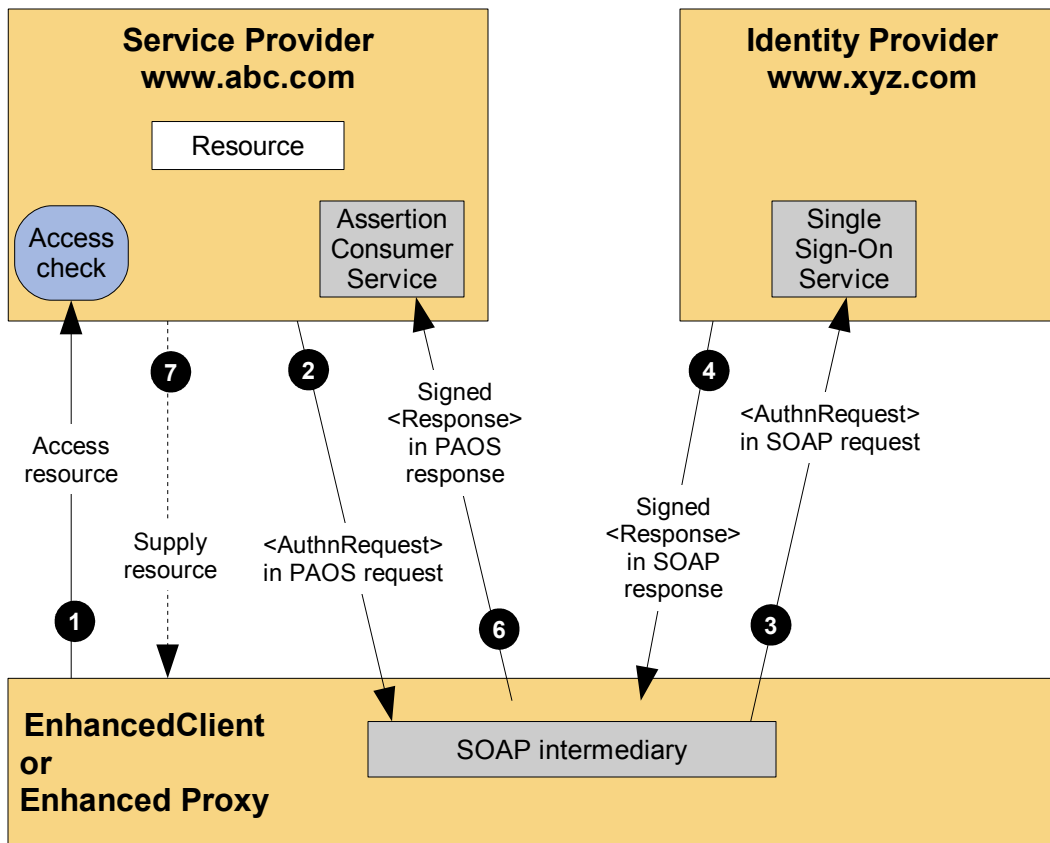 Service Provider
www.abc.com
Identity Provider
www.xyz.com
Resource
Access
check
Assertion
Consumer
Service
Single
Sign-On
Service
7
2
4
Signed
<Response>
in PAOS
response
<AuthnRequest>
in SOAP request
Access
resource
Supply
resource
<AuthnRequest>
in PAOS request
Signed
<Response>
in SOAP
response
1
6
3
EnhancedClient
or
Enhanced Proxy
SOAP intermediary